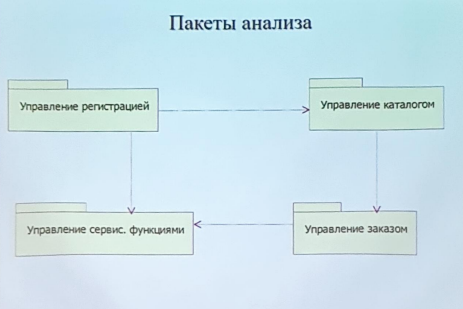 Пакеты анализа
Управление регистрацией
Управление каталогом
Управление сервис. функциями
Управление заказом